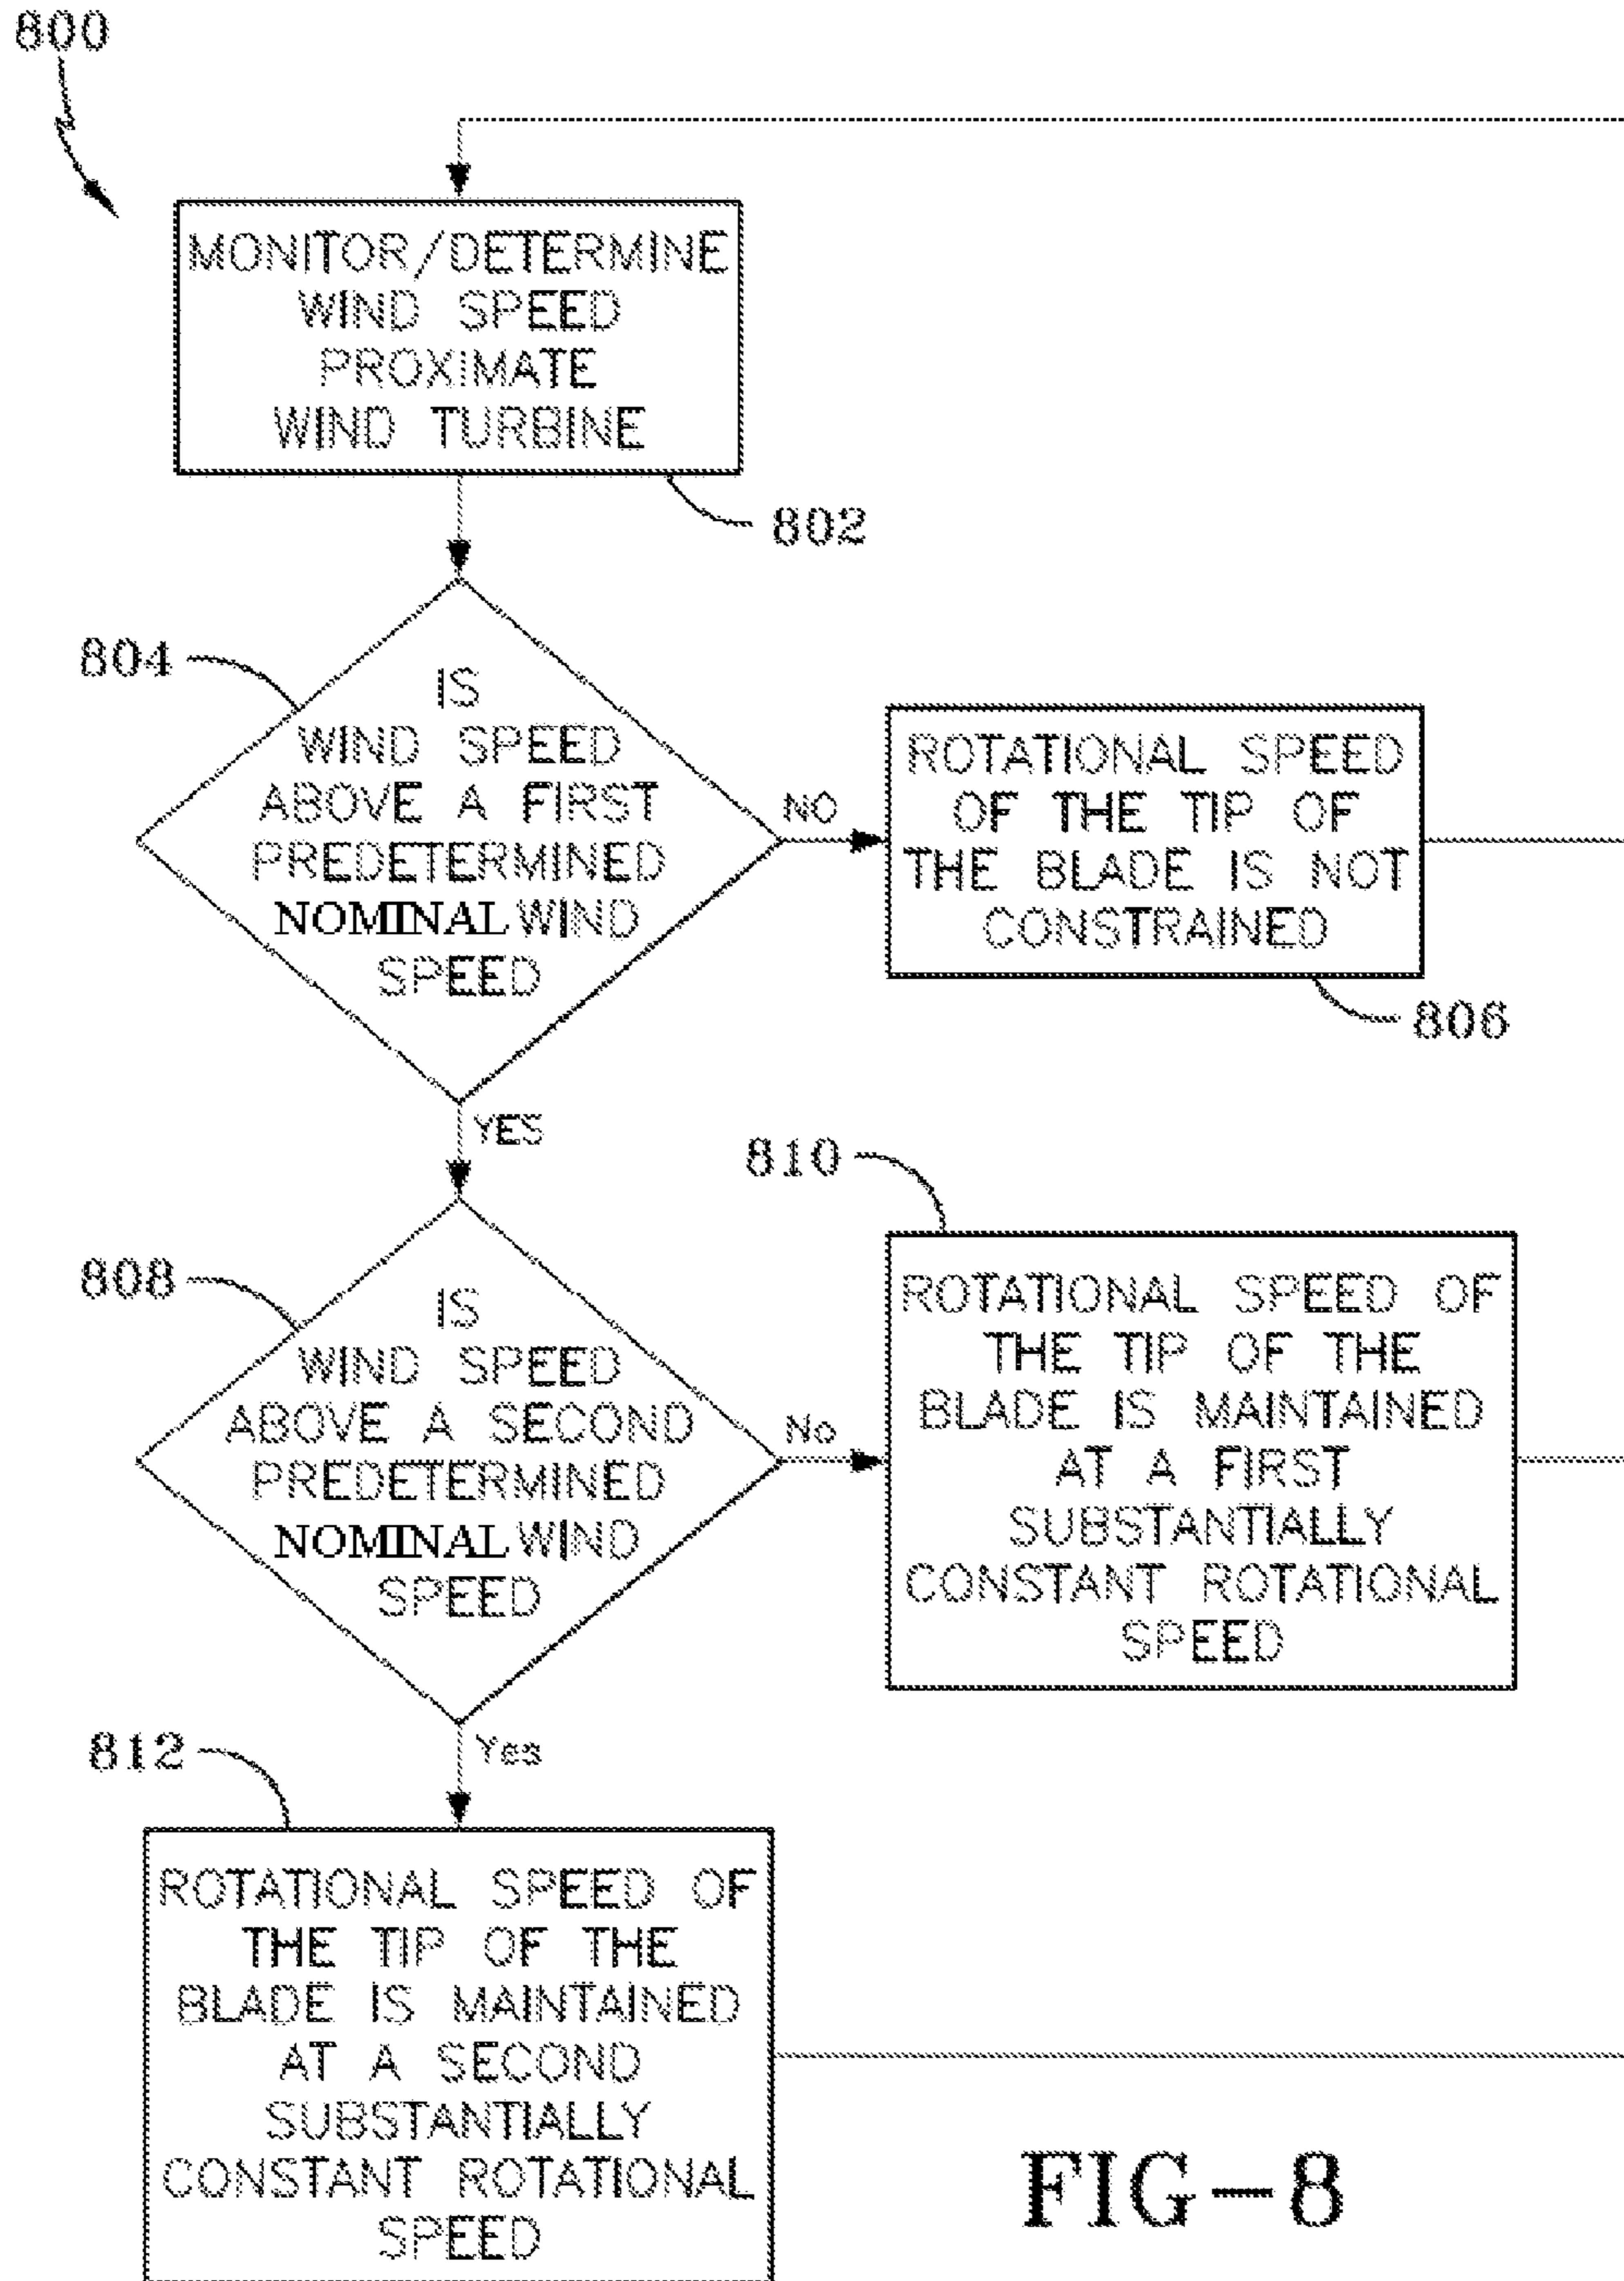 800
MONITOR/DETERMINE
WIND SPEED
PROXIMATE
WIND TURBINE
802
804
IS
WIND SPEED
ABOVE A FIRST
PREDETERMINED
NOMINAL WIND
SPEED
NO
ROTATIONAL SPEED
OF THE TIP OF
THE BLADE IS NOT
CONSTRAINED
806
YES
808
IS
WIND SPEED
ABOVE A SECOND
PREDETERMINED
NOMINAL WIND
SPEED
No
810
ROTATIONAL SPEED OF
THE TIP OF THE
BLADE IS MAINTAINED
AT A FIRST
SUBSTANTIALLY
CONSTANT ROTATIONAL
SPEED
Yes
812
ROTATIONAL SPEED OF
THE TIP OF THE
BLADE IS MAINTAINED
AT A SECOND
SUBSTANTIALLY
CONSTANT ROTATIONAL
SPEED
FIG-8